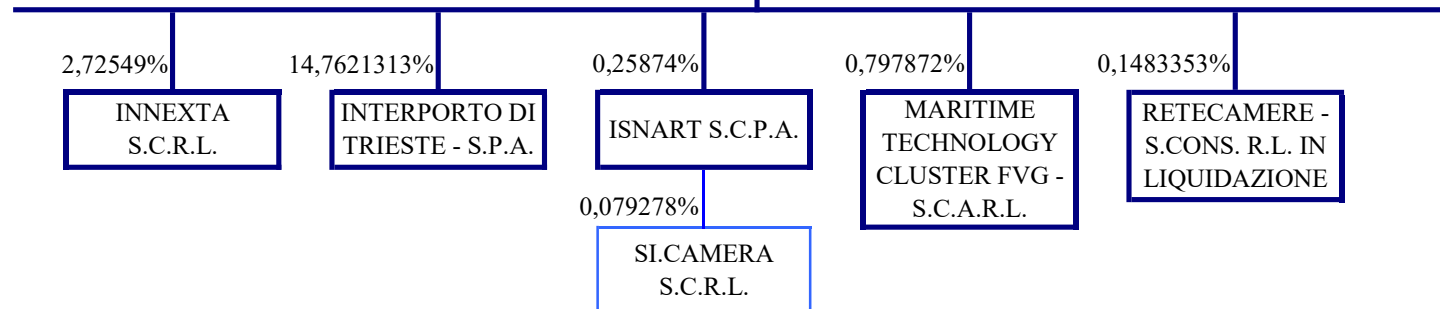 2,72549%
14,7621313%
0,25874%
0,797872%
0,1483353%
INNEXTA
S.C.R.L.
INTERPORTO DI
TRIESTE - S.P.A.
ISNART S.C.P.A.
MARITIME
TECHNOLOGY
CLUSTER FVG -
S.C.A.R.L.
RETECAMERE -
S.CONS. R.L. IN
LIQUIDAZIONE
0,079278%
SI.CAMERA
S.C.R.L.